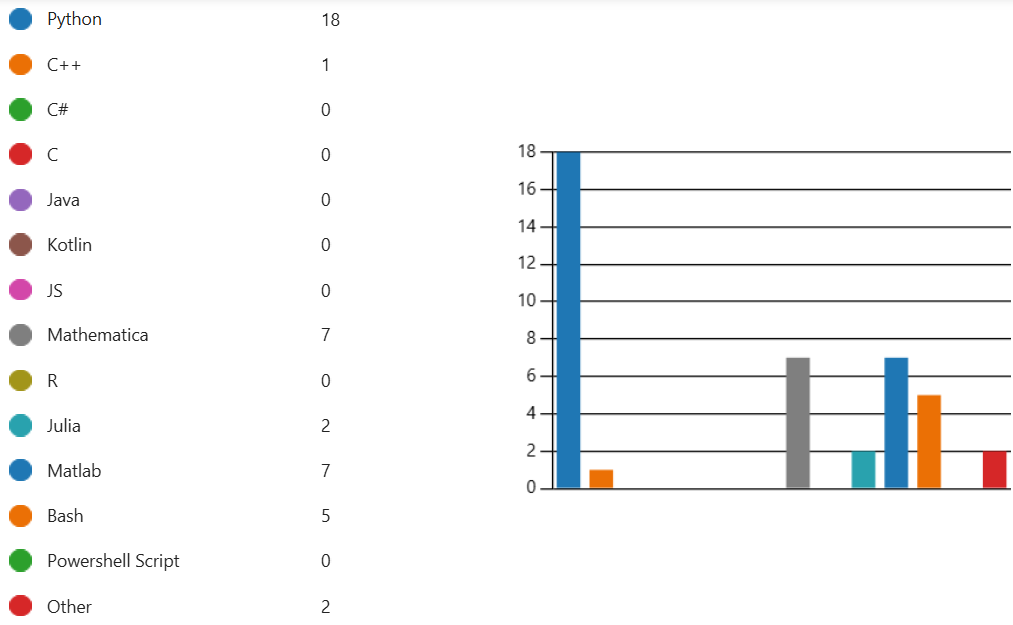 Python 18
C++ 1
C# 0
C 0
Java 0
Kotlin 0
JS 0
Mathematica 7
R 0
Julia 2
Matlab 7
Bash 5
Powershell Script 0
Other 2
18
16
14
12
10
8
6
4
2
0